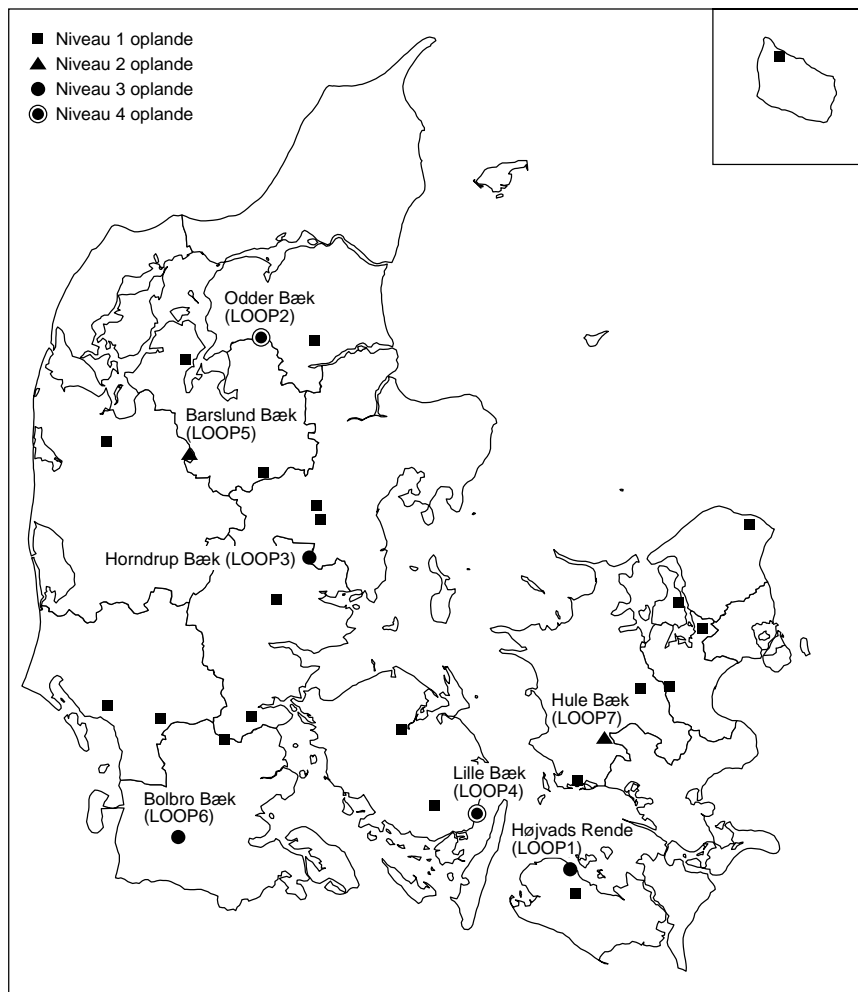 Niveau 1 oplande
Niveau 2 oplande
Niveau 3 oplande
Niveau 4 oplande
Odder Bæk
(LOOP2)
Barslund Bæk
(LOOP5)
Horndrup Bæk (LOOP3)
Hule Bæk
(LOOP7)
Lille Bæk
(LOOP4)
Bolbro Bæk
(LOOP6)
Højvads Rende
(LOOP1)